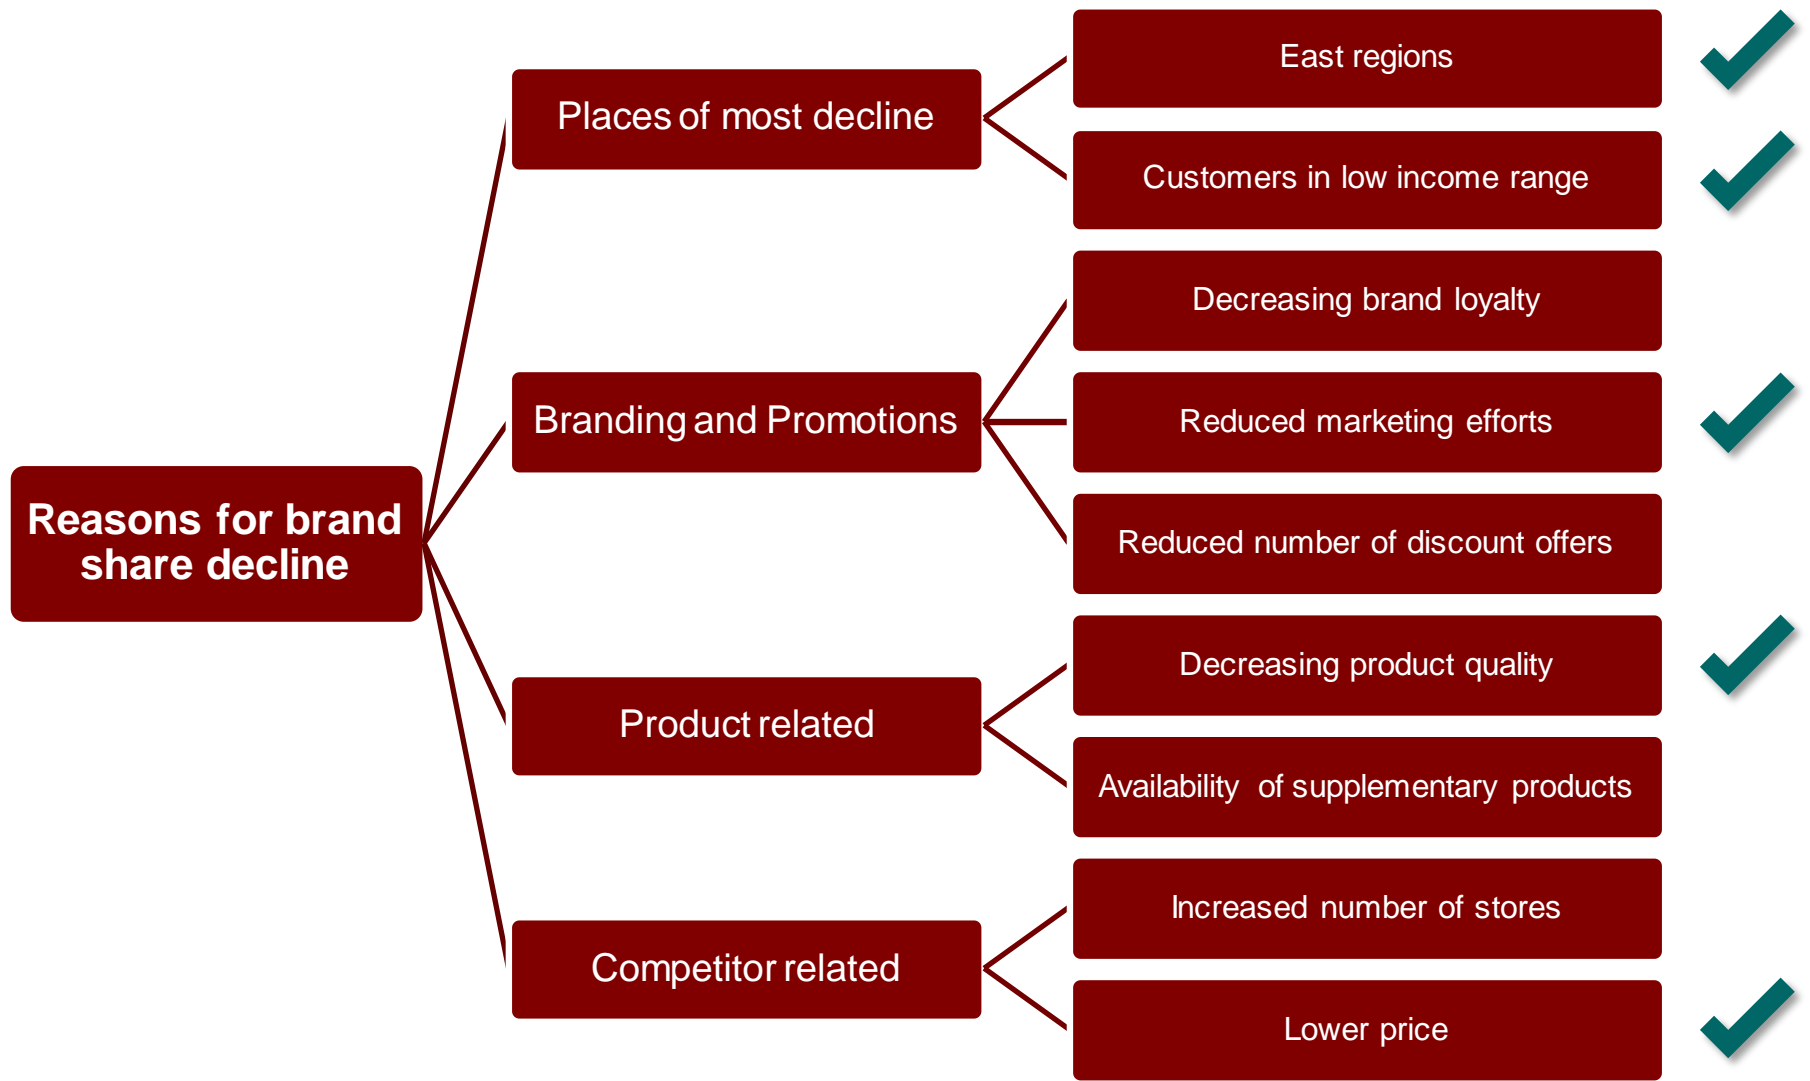 Reasons for brand
share decline
Places of most decline
East regions
Customers in low income range
Branding and Promotions
Decreasing brand loyalty
Reduced marketing efforts
Reduced number of discount offers
Product related
Decreasing product quality
Availability of supplementary products
Competitor related
Increased number of stores
Lower price